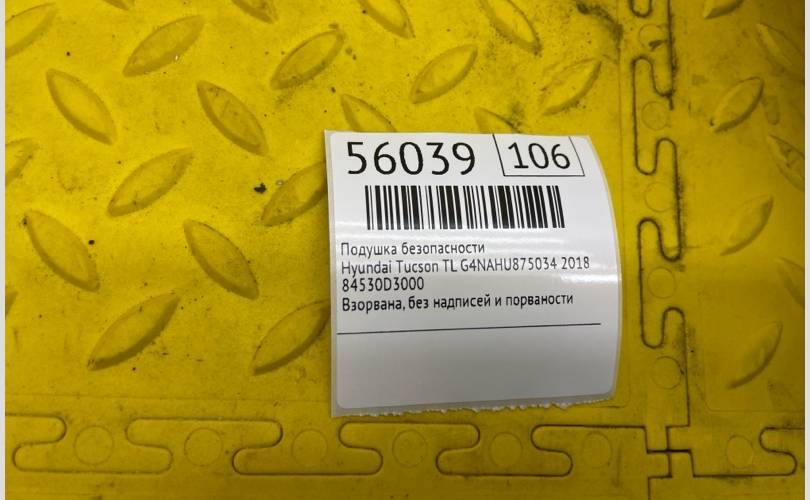 56039 106
Подушка безопасности
Hyundai Tucson TL G4NAHU875034 2018
84530D3000
Взорвана, без надписей и порваности